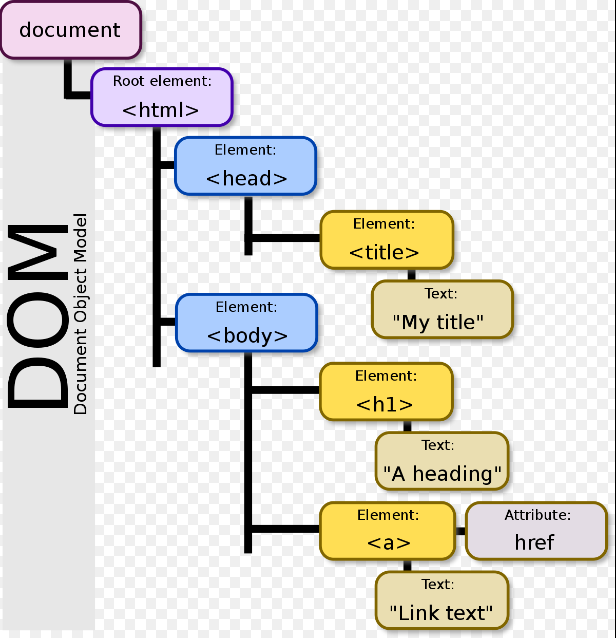 document
Root element:
<html>
Element:
<head>
Element:
<title>
Text:
"My title"
Element:
<body>
Element:
<h1>
Text:
"A heading"
Element:
<a>
Attribute:
href
Text:
"Link text"
DOM
Document Object Model